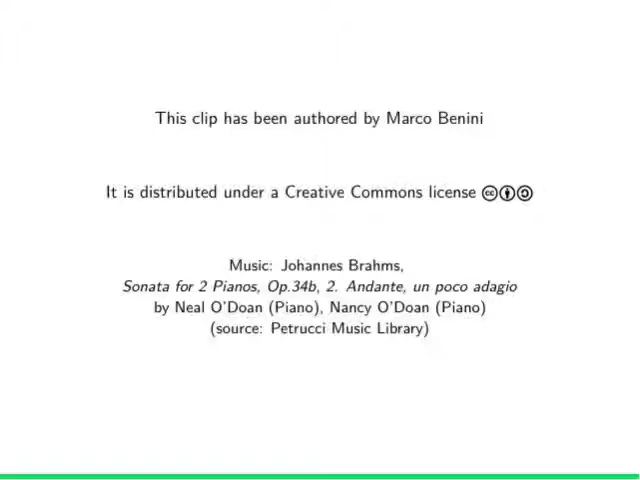 This clip has been authored by Marco Benini
It is distributed under a Creative Commons license
Music: Johannes Brahms,
Sonata for 2 Pianos, Op.34b, 2. Andante, un poco adagio
by Neal O'Doan (Piano), Nancy O'Doan (Piano)
(source: Petrucci Music Library)